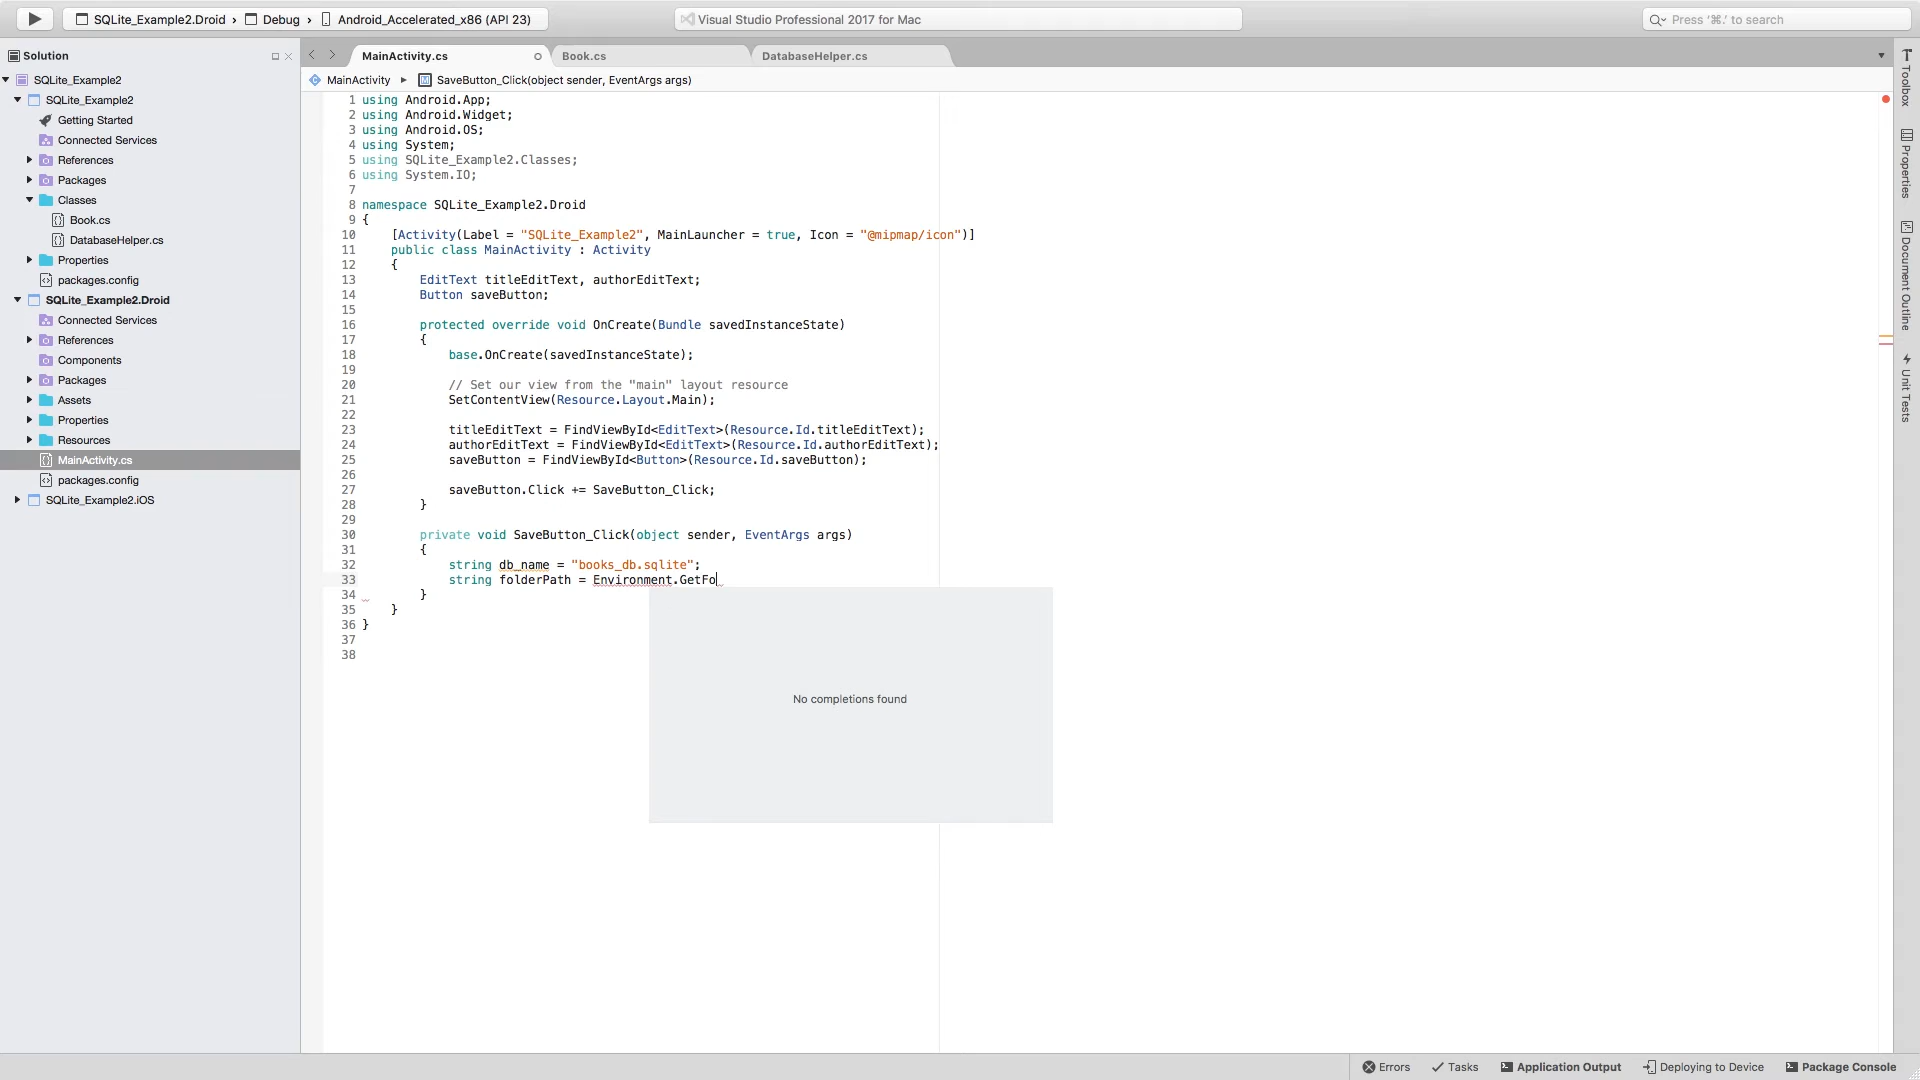 SQLite_Example2.Droid › Debug › Android_Accelerated_x86 (API 23)
Visual Studio Professional 2017 for Mac
Press '⌘.' to search
Solution
SQLite_Example2
SQLite_Example2
Getting Started
Connected Services
References
Packages
Classes
Book.cs
DatabaseHelper.cs
Properties
packages.config
SQLite_Example2.Droid
Connected Services
References
Components
Packages
Assets
Properties
Resources
MainActivity.cs
packages.config
SQLite_Example2.iOS
MainActivity.cs
Book.cs
DatabaseHelper.cs
MainActivity
SaveButton_Click(object sender, EventArgs args)
1 using Android.App;
2 using Android.Widget;
3 using Android.OS;
4 using System;
5 using SQLite_Example2.Classes;
6 using System.IO;
7
8 namespace SQLite_Example2.Droid
9 {
10 [Activity(Label = "SQLite_Example2", MainLauncher = true, Icon = "@mipmap/icon")]
11 public class MainActivity : Activity
12 {
13 EditText titleEditText, authorEditText;
14 Button saveButton;
15
16 protected override void OnCreate(Bundle savedInstanceState)
17 {
18 base.OnCreate(savedInstanceState);
19
20 // Set our view from the "main" layout resource
21 SetContentView(Resource.Layout.Main);
22
23 titleEditText = FindViewById<EditText>(Resource.Id.titleEditText);
24 authorEditText = FindViewById<EditText>(Resource.Id.authorEditText);
25 saveButton = FindViewById<Button>(Resource.Id.saveButton);
26
27 saveButton.Click += SaveButton_Click;
28 }
29
30 private void SaveButton_Click(object sender, EventArgs args)
31 {
32 string db_name = "books_db.sqlite";
33 string folderPath = Environment.GetFo
34 }
35 }
36 }
37
38
No completions found
Toolbox
Properties
Document Outline
Unit Tests
Errors
Tasks
Application Output
Deploying to Device
Package Console